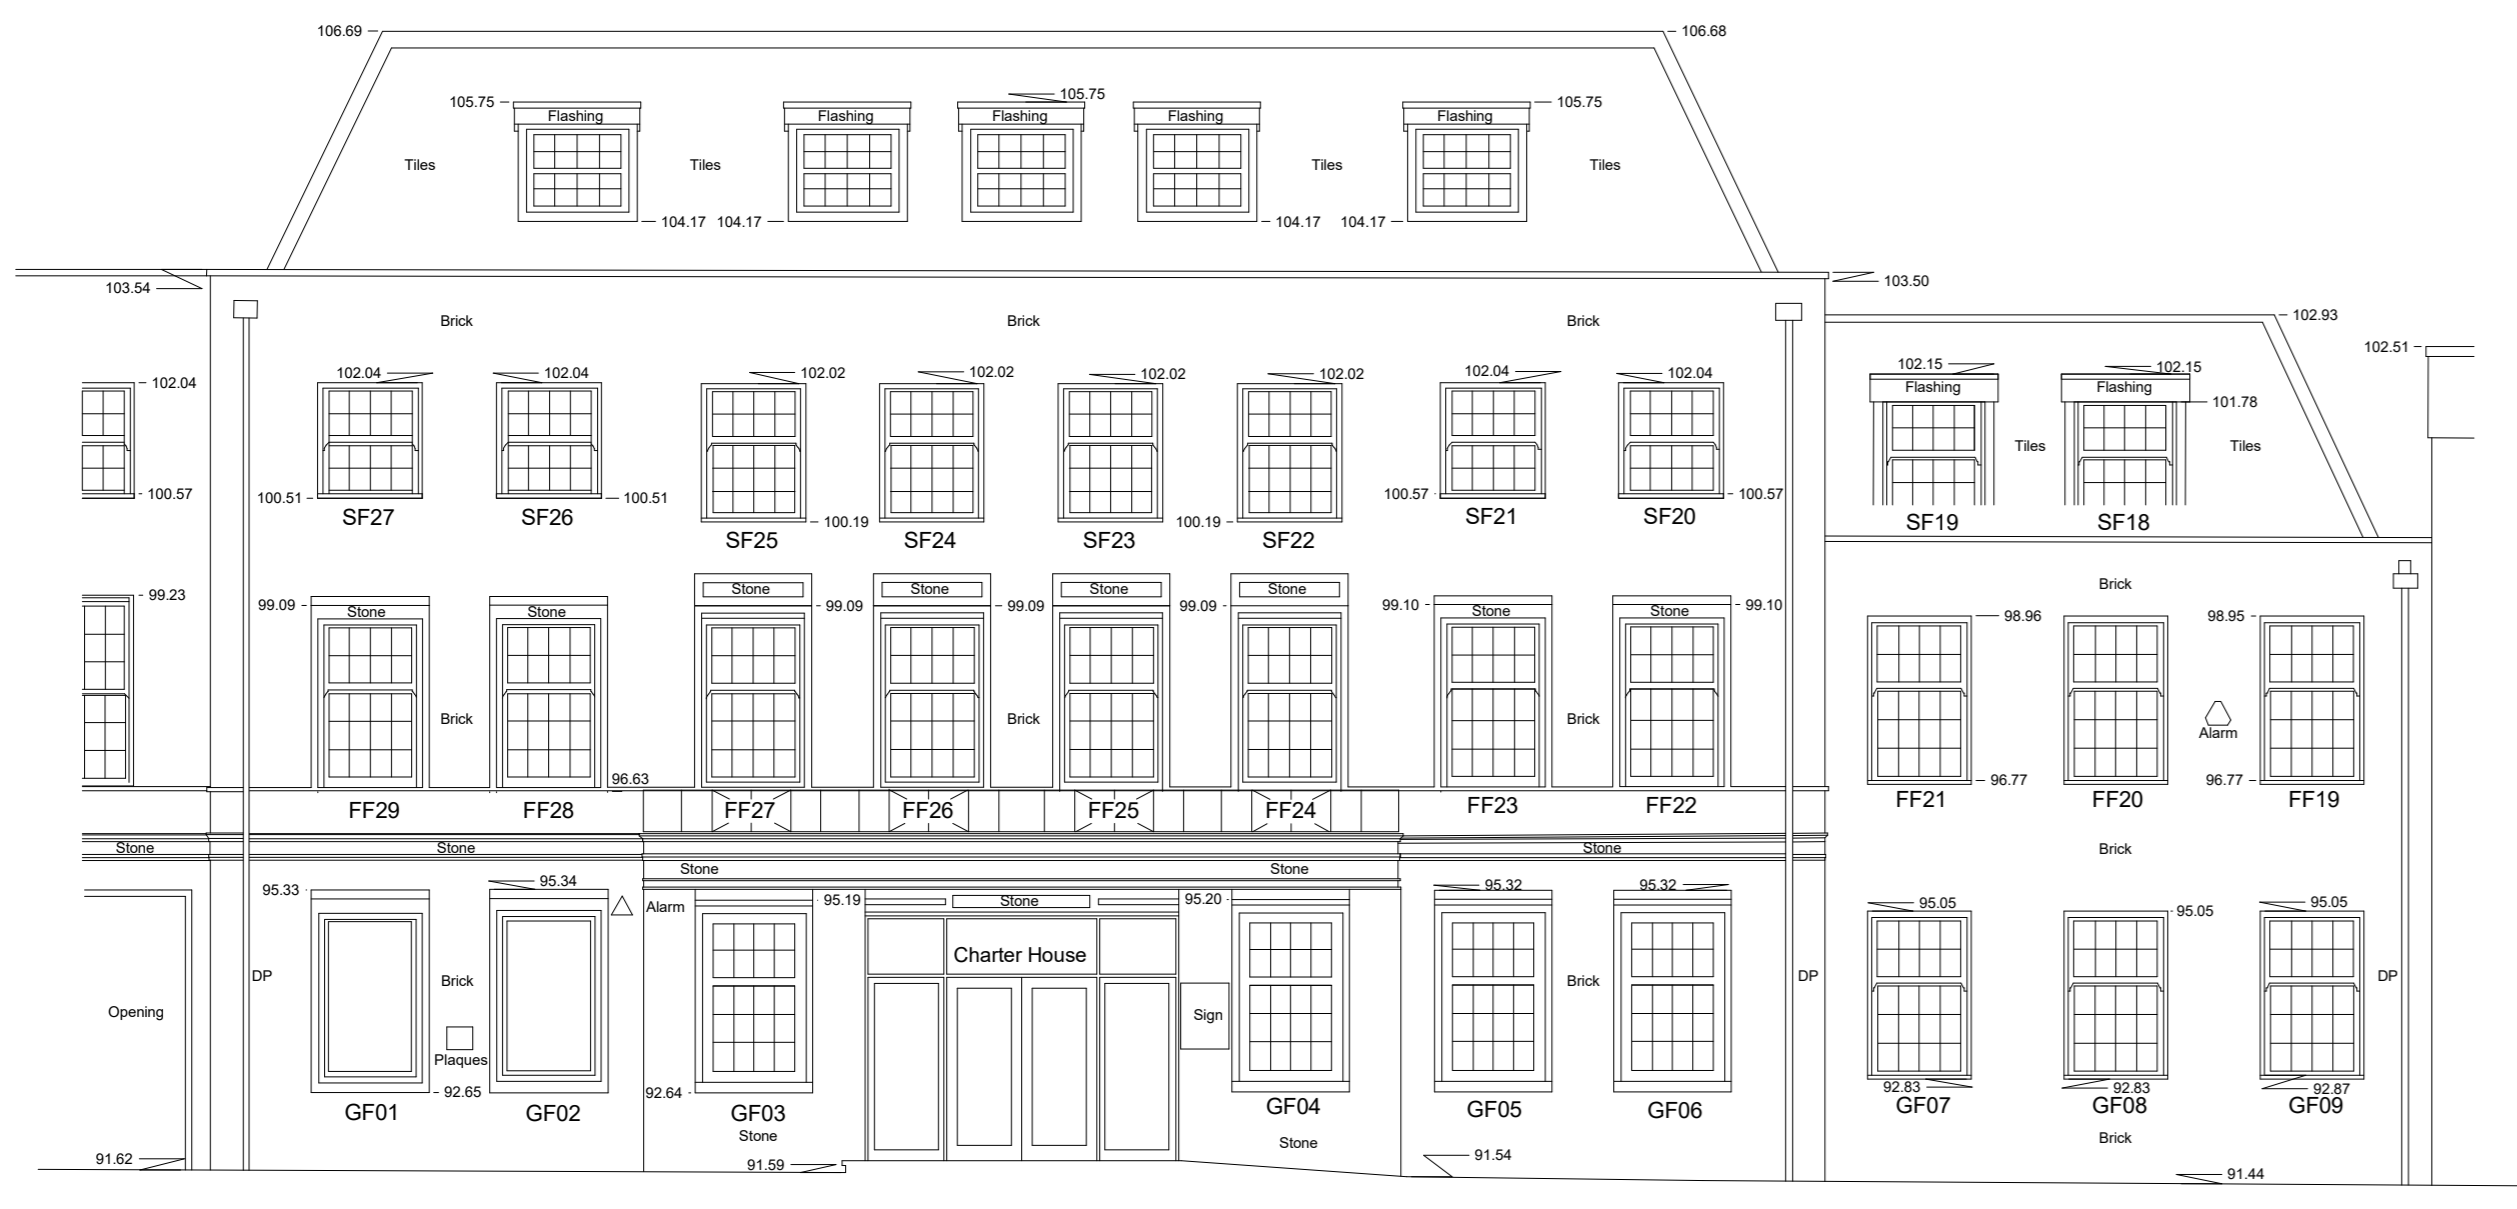 106.69
106.68
105.75
105.75
105.75
Flashing
Flashing
Flashing
Flashing
Flashing
Tiles
Tiles
Tiles
Tiles
104.17
104.17
104.17
104.17
103.54
103.50
Brick
Brick
Brick
102.93
102.51
102.04
102.04
102.04
102.02
102.02
102.02
102.02
102.04
102.04
102.15
102.15
Flashing
Flashing
101.78
Tiles
Tiles
100.57
100.51
100.51
100.19
100.19
100.57
100.57
SF27
SF26
SF25
SF24
SF23
SF22
SF21
SF20
SF19
SF18
99.23
99.09
Stone
Stone
Stone
Stone
Stone
Stone
99.09
99.09
99.09
99.10
Stone
Stone
99.10
Brick
98.96
98.95
Brick
Brick
Brick
Alarm
96.63
96.77
96.77
FF29
FF28
FF27
FF26
FF25
FF24
FF23
FF22
FF21
FF20
FF19
Stone
Stone
Stone
Stone
Stone
Brick
95.33
95.34
Alarm
95.19
Stone
95.20
95.32
95.32
95.05
95.05
95.05
Charter House
DP
Brick
Brick
DP
DP
Opening
Sign
Plaques
92.65
92.64
92.83
92.83
92.87
GF01
GF02
GF03
GF04
GF05
GF06
GF07
GF08
GF09
Stone
Stone
Brick
91.62
91.59
91.54
91.44